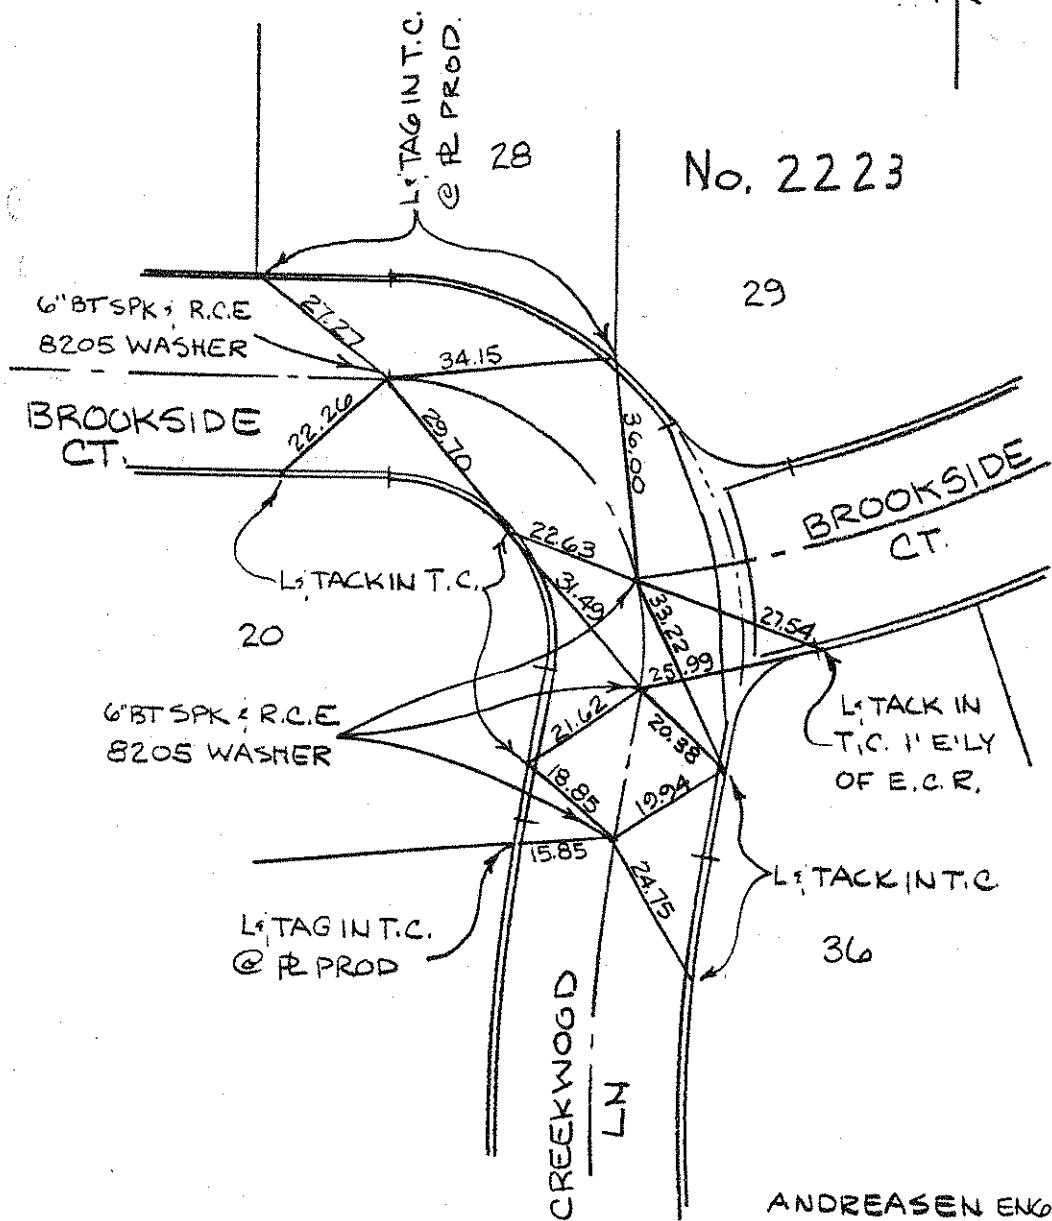 L& TAG IN T.C.
@ PL PROD.
28
No. 2223
29
6" BT SPK & R.C.E
8205 WASHER
27.77
34.15
BROOKSIDE
CT.
22.26
29.70
36.00
BROOKSIDE
CT.
22.63
L& TACK IN T.C.
31.49
33.22
27.54
20
25.99
6" BT SPK & R.C.E
8205 WASHER
21.62
20.38
L& TACK IN
T.C. 1' E'LY
OF E.C.R.
18.85
19.94
15.85
24.75
L& TACK IN T.C
L& TAG IN T.C.
@ PL PROD
36
CREEKWOOD
LN
ANDREASEN ENG